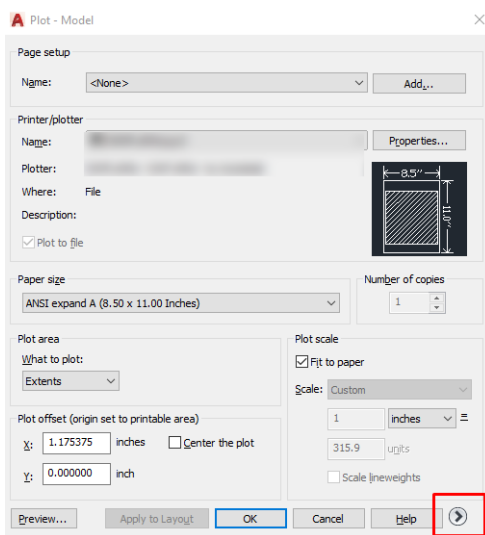 Plot - Model
Page setup
Name: <None> Add...
Printer/plotter
Name: Properties...
Plotter:
Where: File
Description:
Plot to file
8.5"
11.0"
Paper size
ANSI expand A (8.50 x 11.00 Inches)
Number of copies
1
Plot area
What to plot:
Extents
Plot scale
Fit to paper
Scale: Custom
1 inches =
315.9 units
Scale lineweights
Plot offset (origin set to printable area)
X: 1.175375 inches Center the plot
Y: 0.000000 inch
Preview... Apply to Layout OK Cancel Help